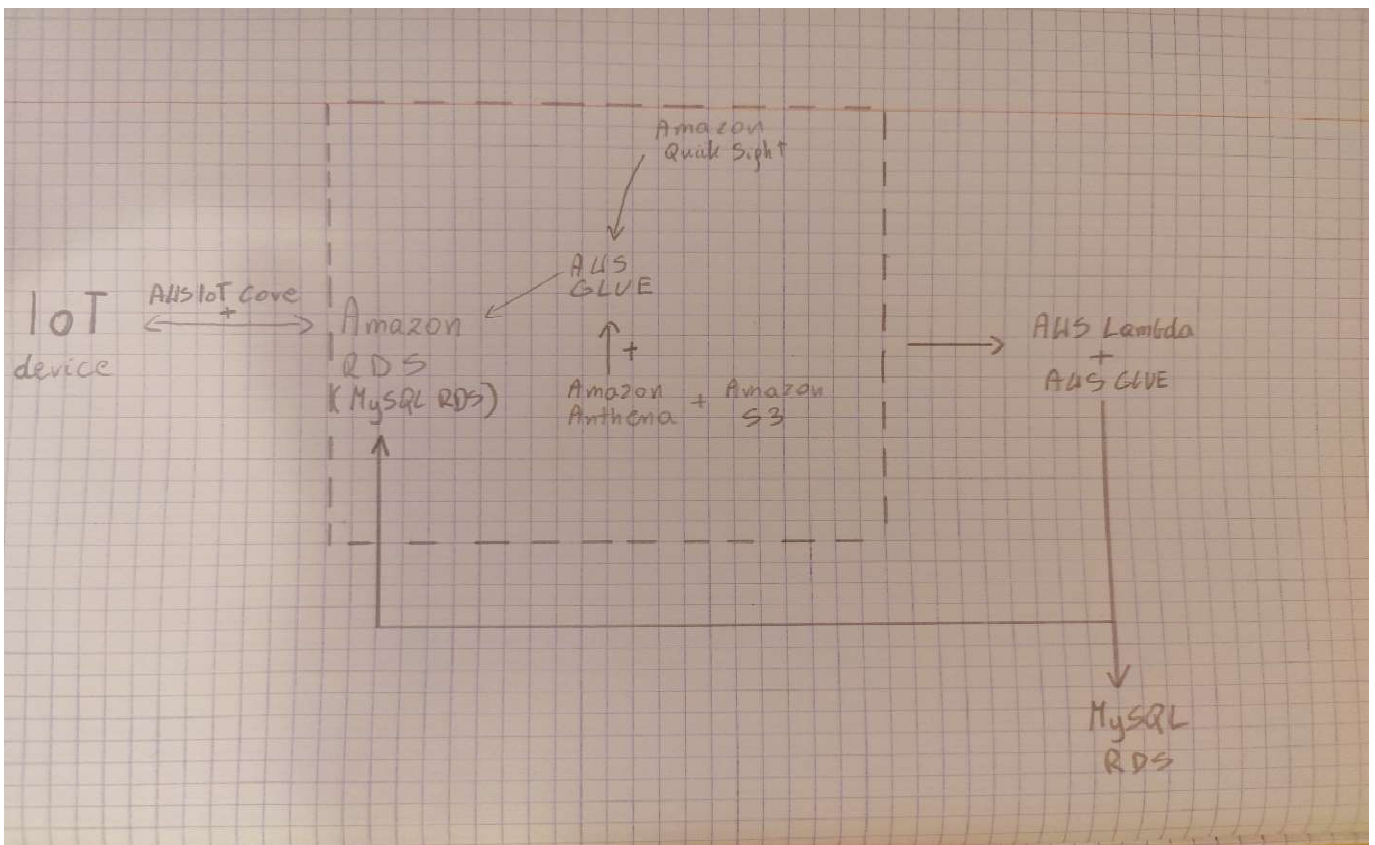 Amazon
Quick Sight
AWS
GLUE
IoT
device
AWS IoT Core
+
Amazon
RDS
(MySQL RDS)
+
Amazon
Anthena
+
Amazon
S3
AWS Lambda
+
AWS GLUE
MySQL
RDS